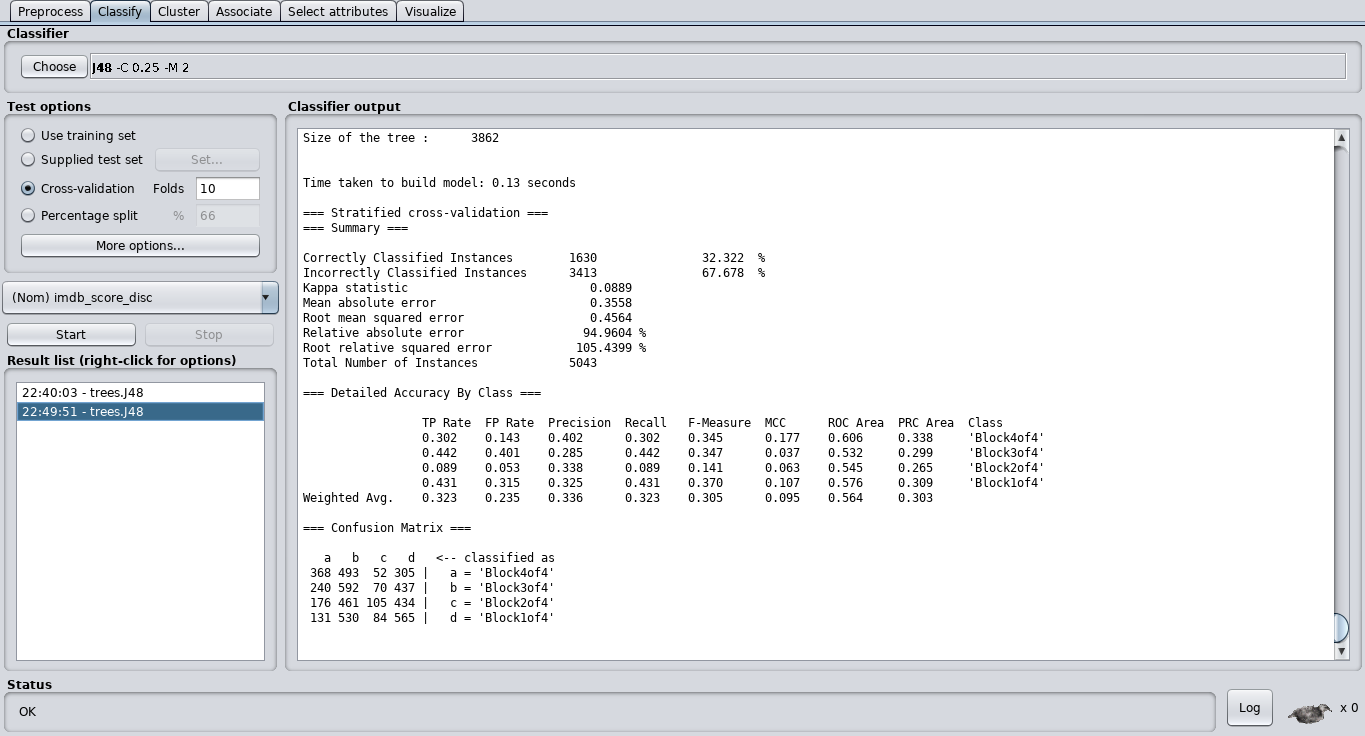 Preprocess Classify Cluster Associate Select attributes Visualize
Classifier
Choose J48 -C 0.25 -M 2
Test options
Use training set
Supplied test set Set...
Cross-validation Folds 10
Percentage split % 66
More options...
(Nom) imdb_score_disc
Start Stop
Result list (right-click for options)
22:40:03 - trees.J48
22:49:51 - trees.J48
Classifier output
Size of the tree : 3862
Time taken to build model: 0.13 seconds
=== Stratified cross-validation ===
=== Summary ===
Correctly Classified Instances 1630 32.322 %
Incorrectly Classified Instances 3413 67.678 %
Kappa statistic 0.0889
Mean absolute error 0.3558
Root mean squared error 0.4564
Relative absolute error 94.9604 %
Root relative squared error 105.4399 %
Total Number of Instances 5043
=== Detailed Accuracy By Class ===
TP Rate FP Rate Precision Recall F-Measure MCC ROC Area PRC Area Class
0.302 0.143 0.402 0.302 0.345 0.177 0.606 0.338 'Block4of4'
0.442 0.401 0.285 0.442 0.347 0.037 0.532 0.299 'Block3of4'
0.089 0.053 0.338 0.089 0.141 0.063 0.545 0.265 'Block2of4'
0.431 0.315 0.325 0.431 0.370 0.107 0.576 0.309 'Block1of4'
Weighted Avg. 0.323 0.235 0.336 0.323 0.305 0.095 0.564 0.303
=== Confusion Matrix ===
a b c d <-- classified as
368 493 52 305 | a = 'Block4of4'
240 592 70 437 | b = 'Block3of4'
176 461 105 434 | c = 'Block2of4'
131 530 84 565 | d = 'Block1of4'
Status
OK
Log x 0